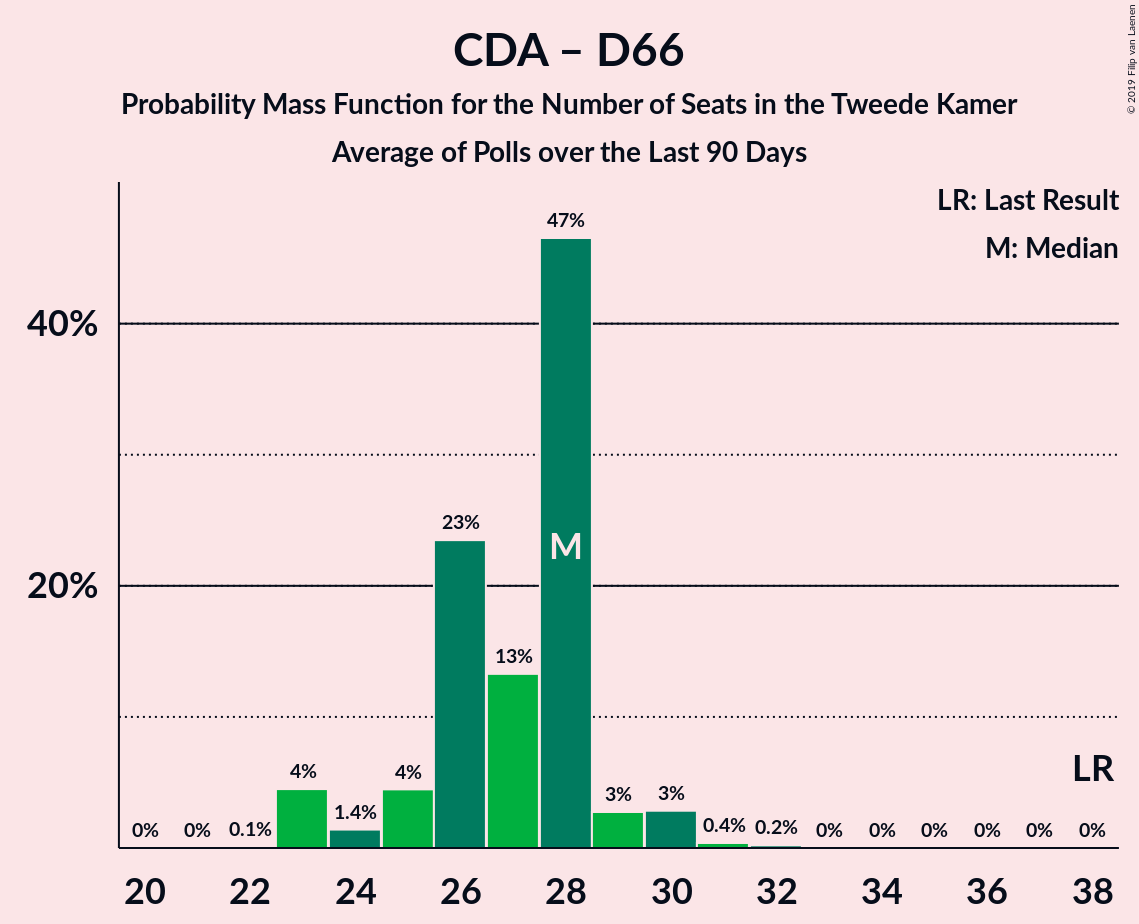 CDA – D66
Probability Mass Function for the Number of Seats in the Tweede Kamer
Average of Polls over the Last 90 Days
© 2019 Filip van Laenen
LR: Last Result
M: Median
40%
20%
0%
0%
0.1%
4%
1.4%
4%
23%
13%
47%
M
3%
3%
0.4%
0.2%
0%
0%
0%
0%
0%
0%
LR
20 22 24 26 28 30 32 34 36 38